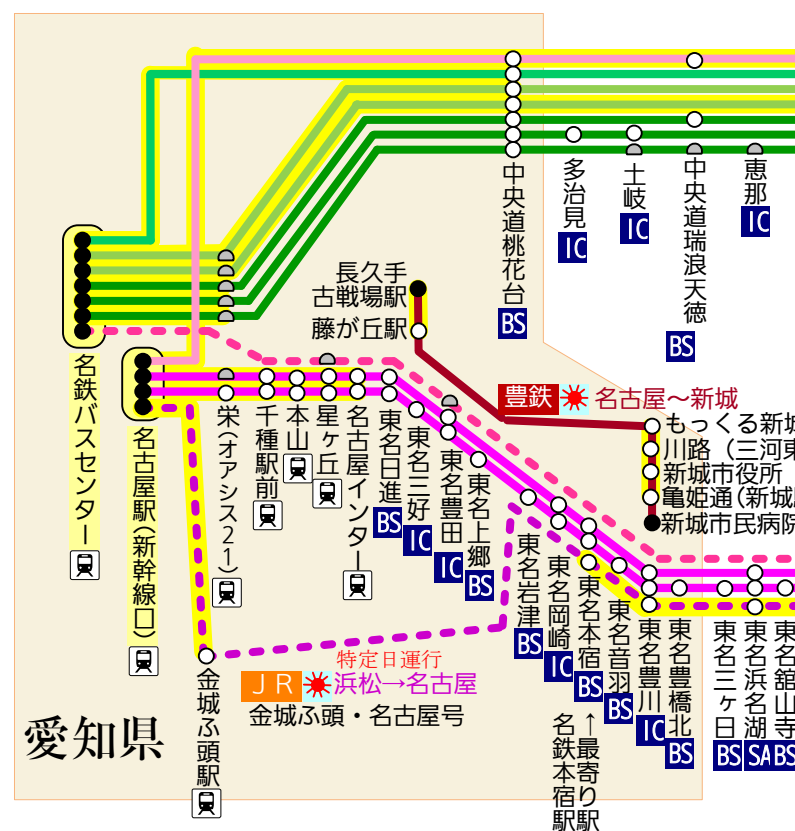 中央道桃花台
BS
多治見
IC
土岐
IC
中央道瑞浪天徳
BS
恵那
IC
長久手
古戦場駅
藤が丘駅
豊鉄 名古屋～新城
もっくる新城
川路（三河東
新城市役所
亀姫通(新城
新城市民病院
名鉄バスセンター
名古屋駅(新幹線口)
栄(オアシス21)
千種駅前
本山
星ヶ丘
名古屋インター
東名日進
BS
東名三好
IC
東名豊田
IC
東名上郷
BS
東名岩津
BS
東名岡崎
IC
東名本宿
BS
↑最寄り駅
名鉄本宿駅
東名音羽
BS
東名豊川
IC
東名豊橋北
BS
東名三ヶ日
BS
東名浜名湖
SA
東名舘山寺
BS
金城ふ頭駅
特定日運行
JR 浜松→名古屋
金城ふ頭・名古屋号
愛知県